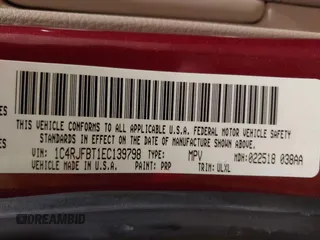 THIS VEHICLE CONFORMS TO ALL APPLICABLE U.S.A. FEDERAL MOTOR VEHICLE SAFETY
STANDARDS IN EFFECT ON THE DATE OF MANUFACTURE SHOWN ABOVE.
VIN: 1C4RJFBT1EC139798 TYPE: MPV MDH: 022518 038AA
VEHICLE MADE IN U.S.A. PAINT: PRP TRIM: VLXL
DREAMBID